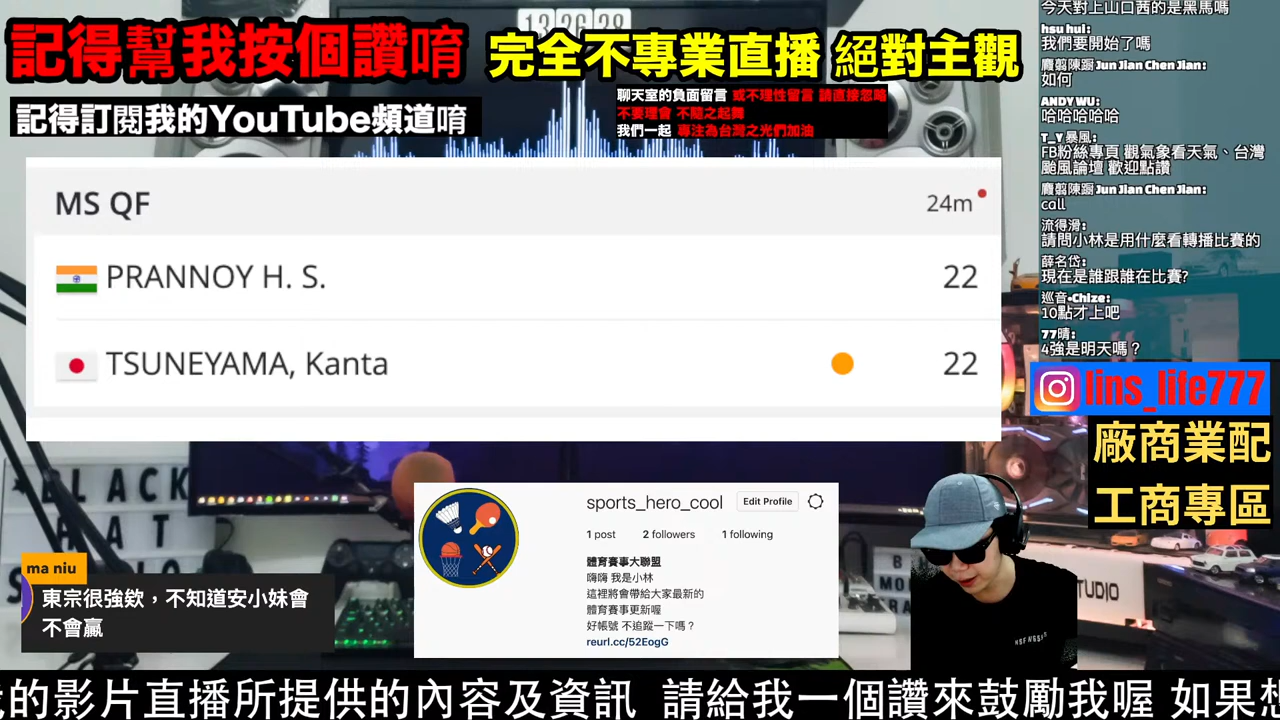 記得幫我按個讚唷
完全不專業直播 絕對主觀
記得訂閱我的YouTube頻道唷
聊天室的負面留言 或不理性留言 請直接忽略
不要理會 不隨之起舞
我們一起 專注為台灣之光們加油
MS QF
24m
PRANNOY H. S.
22
TSUNEYAMA, Kanta
22
今天對上山口茜的是黑馬嗎
hsu hui:
我們要開始了嗎
Jun Jian Chen Jian:
如何
ANDY WU:
哈哈哈哈哈
T_Y暴風:
FB粉絲專頁 觀氣象看天氣、台灣
颱風論壇 歡迎點讚
Jun Jian Chen Jian:
call
流得滑:
請問小林是用什麼看轉播比賽的
薛名岱:
現在是誰跟誰在比賽?
巡音•Chize:
10點才上吧
77晴:
4強是明天嗎？
lins_life777
廠商業配
工商專區
sports_hero_cool
Edit Profile
1 post
2 followers
1 following
體育賽事大聯盟
嗨嗨 我是小林
這裡將會帶給大家最新的
體育賽事更新喔
好帳號 不追蹤一下嗎？
reurl.cc/52EogG
BLACK
STUDIO
ma niu
東宗很強欸，不知道安小妹會
不會贏
的影片直播所提供的內容及資訊 請給我一個讚來鼓勵我喔 如果想